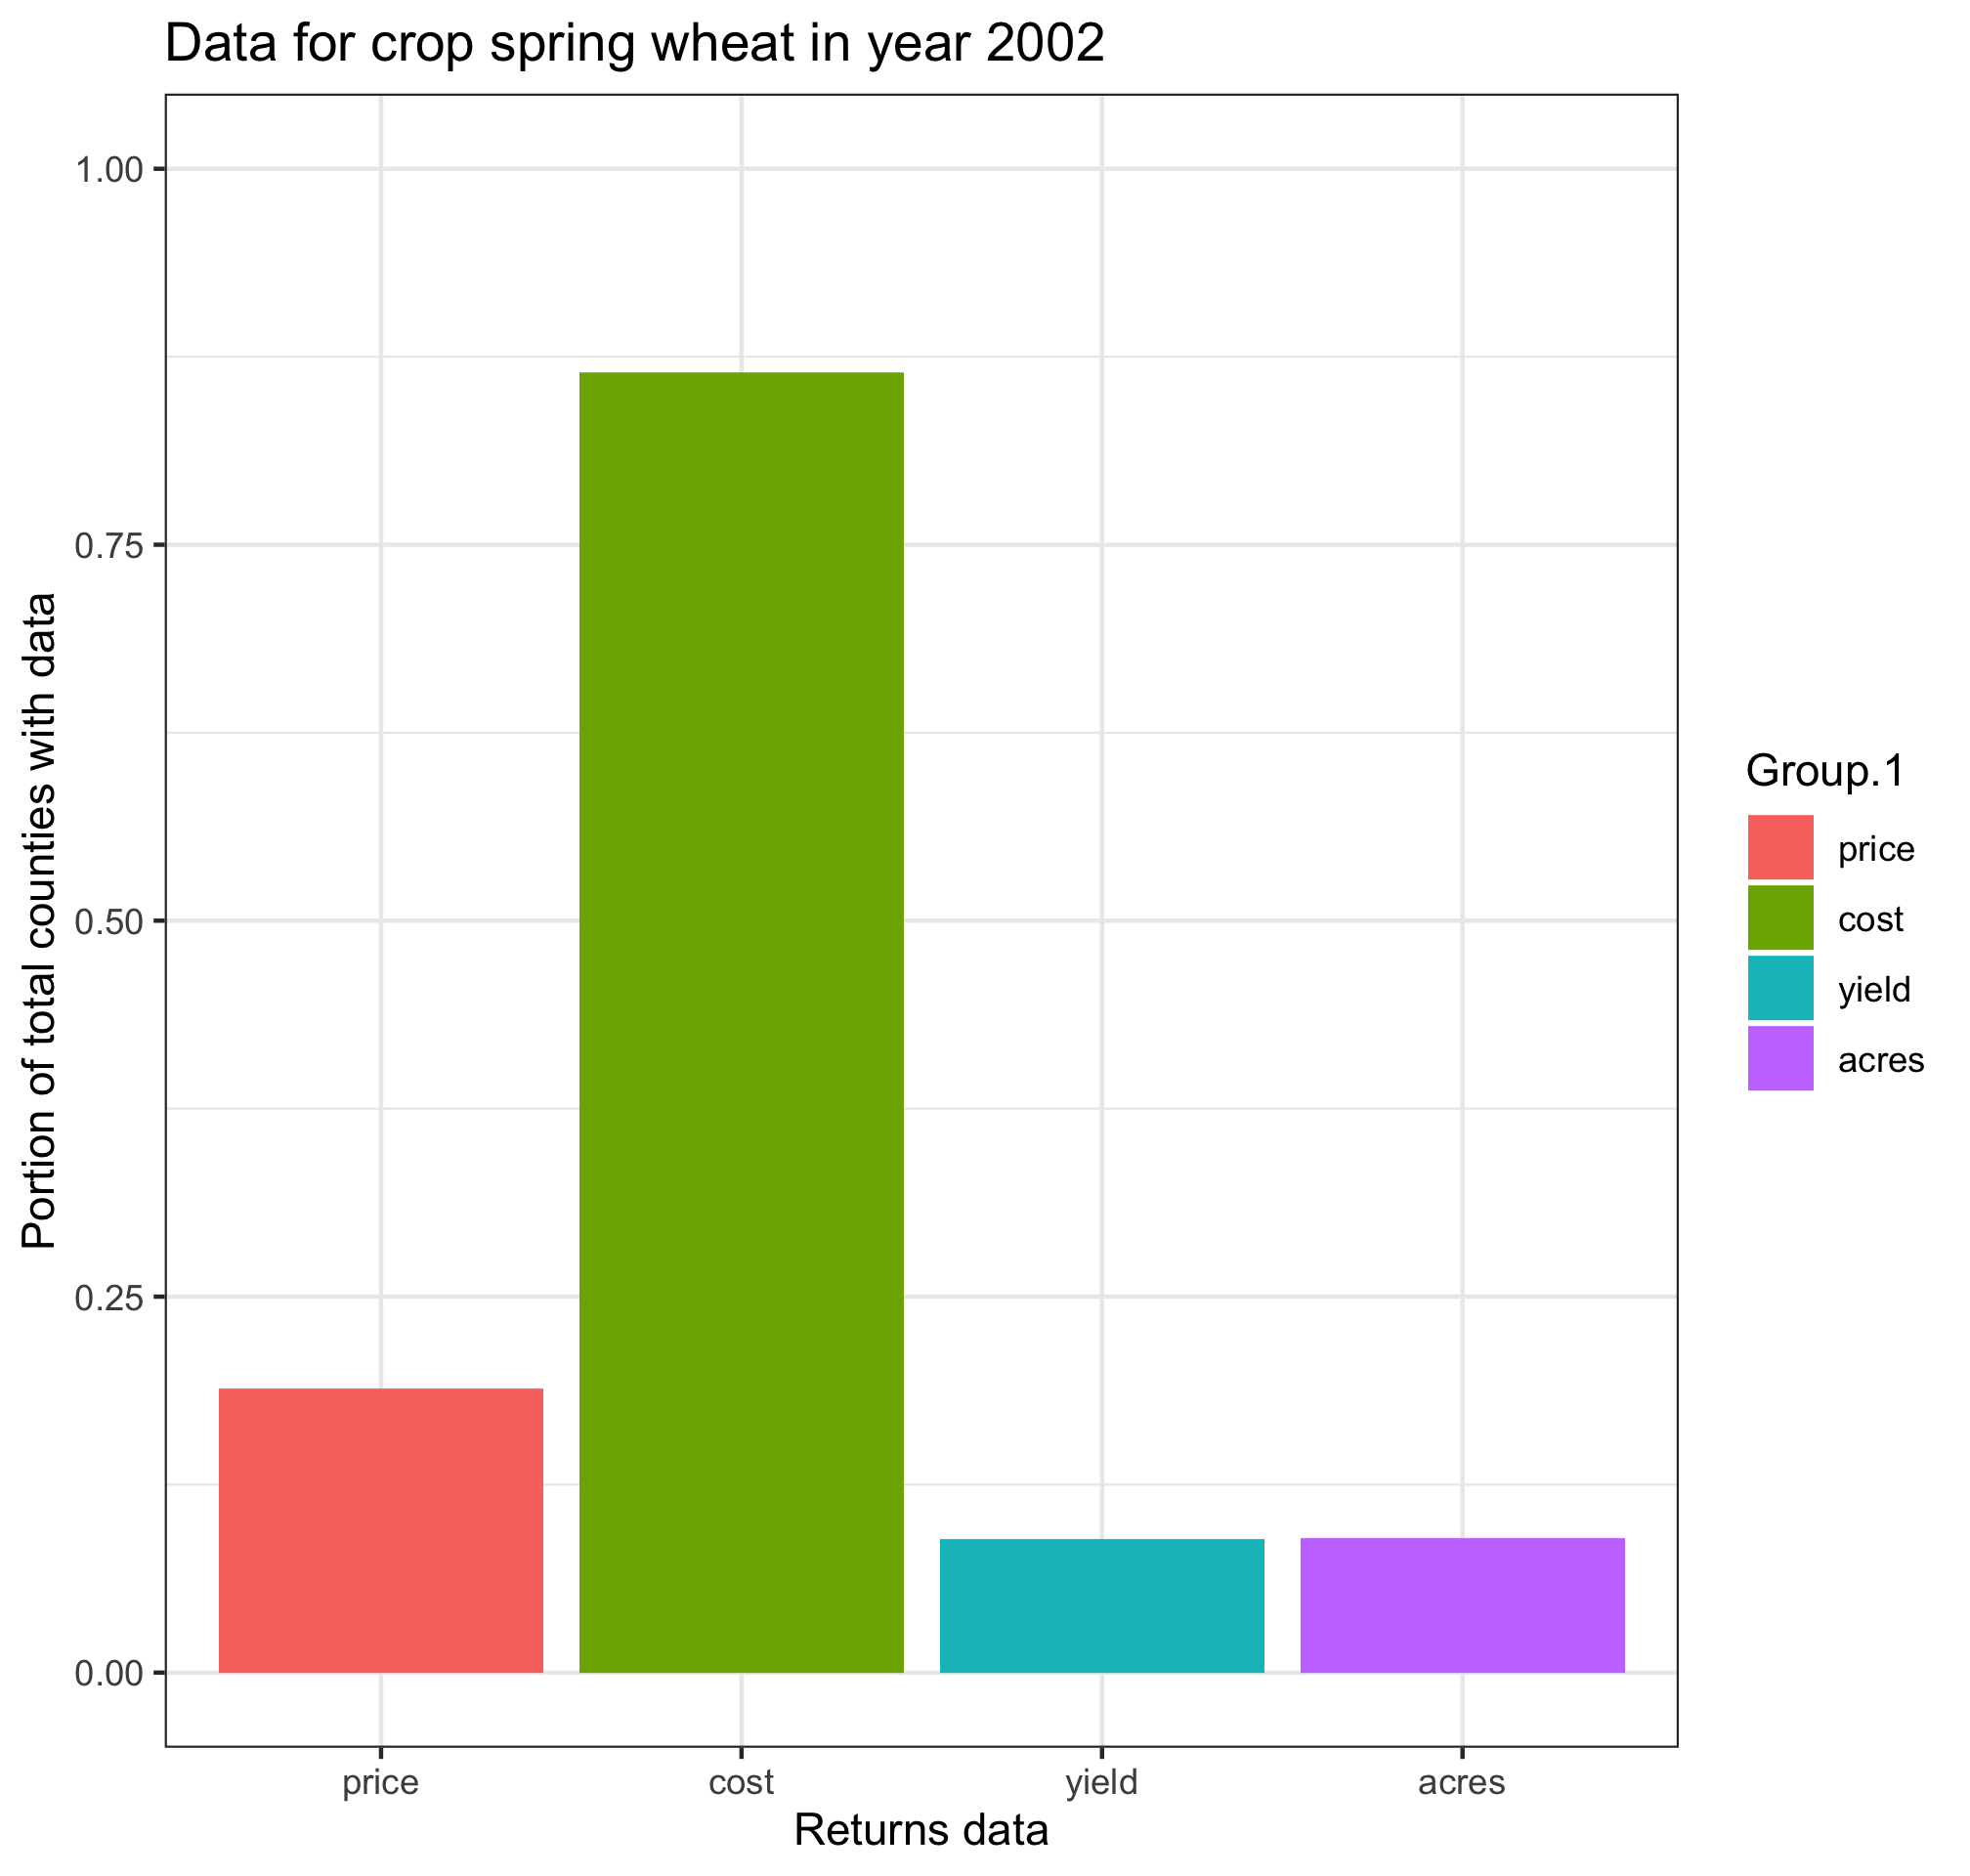 Data for crop spring wheat in year 2002
Portion of total counties with data
1.00
0.75
0.50
0.25
0.00
price
cost
yield
acres
Returns data
Group.1
price
cost
yield
acres